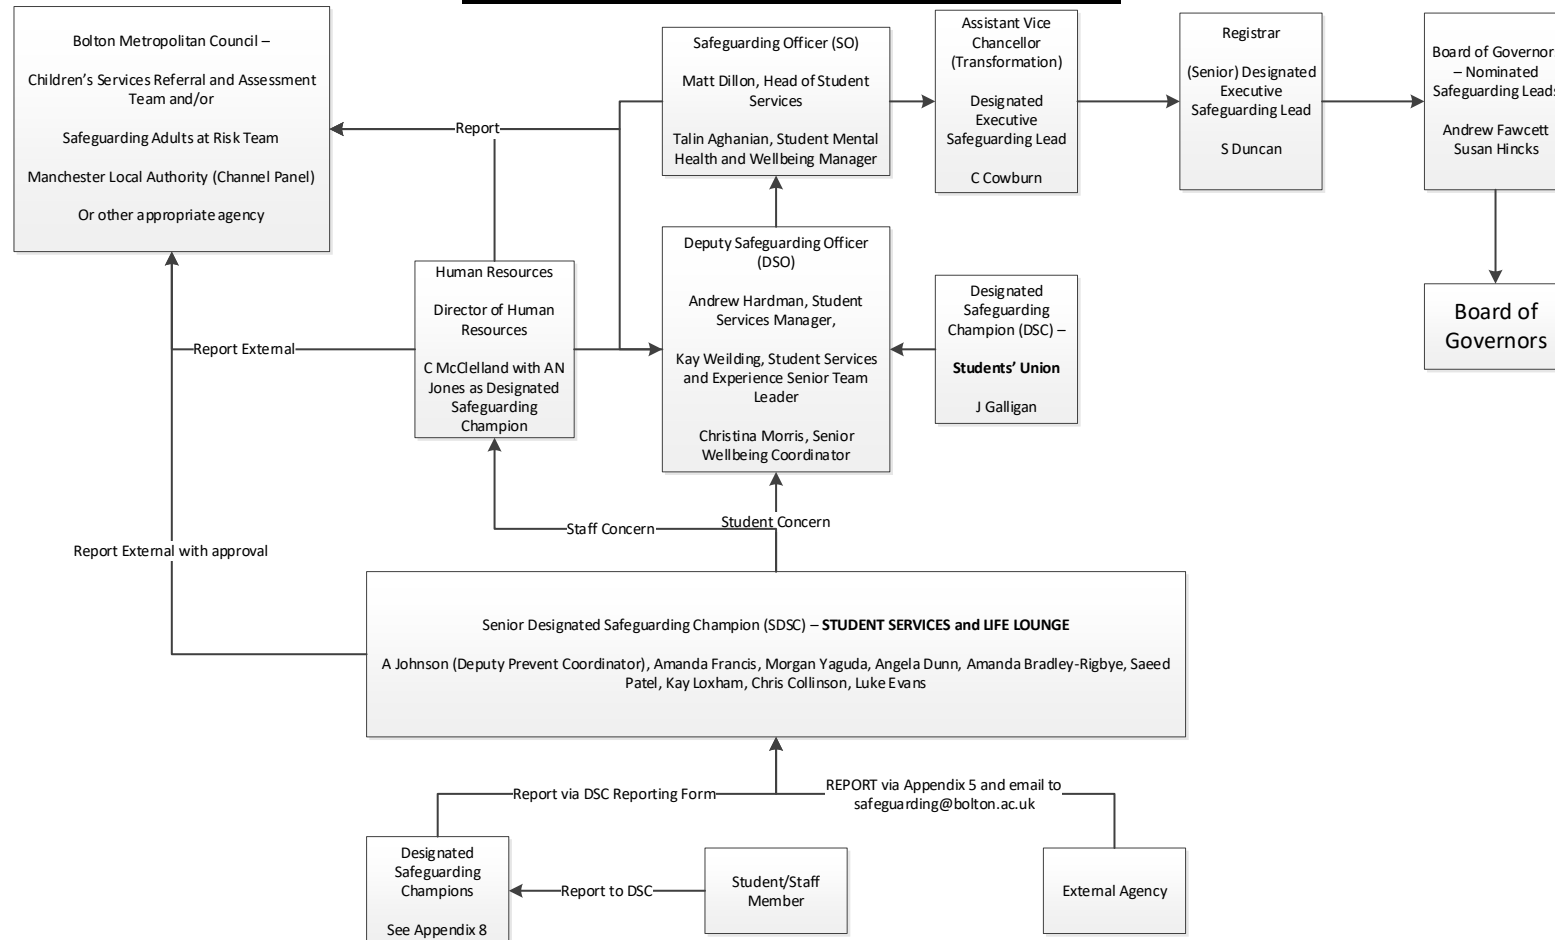 Bolton Metropolitan Council –
Children’s Services Referral and Assessment
Team and/or
Safeguarding Adults at Risk Team
Manchester Local Authority (Channel Panel)
Or other appropriate agency
Safeguarding Officer (SO)
Matt Dillon, Head of Student
Services
Talin Aghanian, Student Mental
Health and Wellbeing Manager
Assistant Vice
Chancellor
(Transformation)
Designated
Executive
Safeguarding Lead
C Cowburn
Registrar
(Senior) Designated
Executive
Safeguarding Lead
S Duncan
Board of Governor
– Nominated
Safeguarding Leads
Andrew Fawcett
Susan Hincks
Report
Human Resources
Director of Human
Resources
C McClelland with AN
Jones as Designated
Safeguarding
Champion
Deputy Safeguarding Officer
(DSO)
Andrew Hardman, Student
Services Manager,
Kay Weilding, Student Services
and Experience Senior Team
Leader
Christina Morris, Senior
Wellbeing Coordinator
Designated
Safeguarding
Champion (DSC) –
Students’ Union
J Galligan
Board of
Governors
Report External
Staff Concern
Student Concern
Report External with approval
Senior Designated Safeguarding Champion (SDSC) – STUDENT SERVICES and LIFE LOUNGE
A Johnson (Deputy Prevent Coordinator), Amanda Francis, Morgan Yaguda, Angela Dunn, Amanda Bradley-Rigbye, Saeed
Patel, Kay Loxham, Chris Collinson, Luke Evans
Report via DSC Reporting Form
REPORT via Appendix 5 and email to
safeguarding@bolton.ac.uk
Designated
Safeguarding
Champions
See Appendix 8
Report to DSC
Student/Staff
Member
External Agency